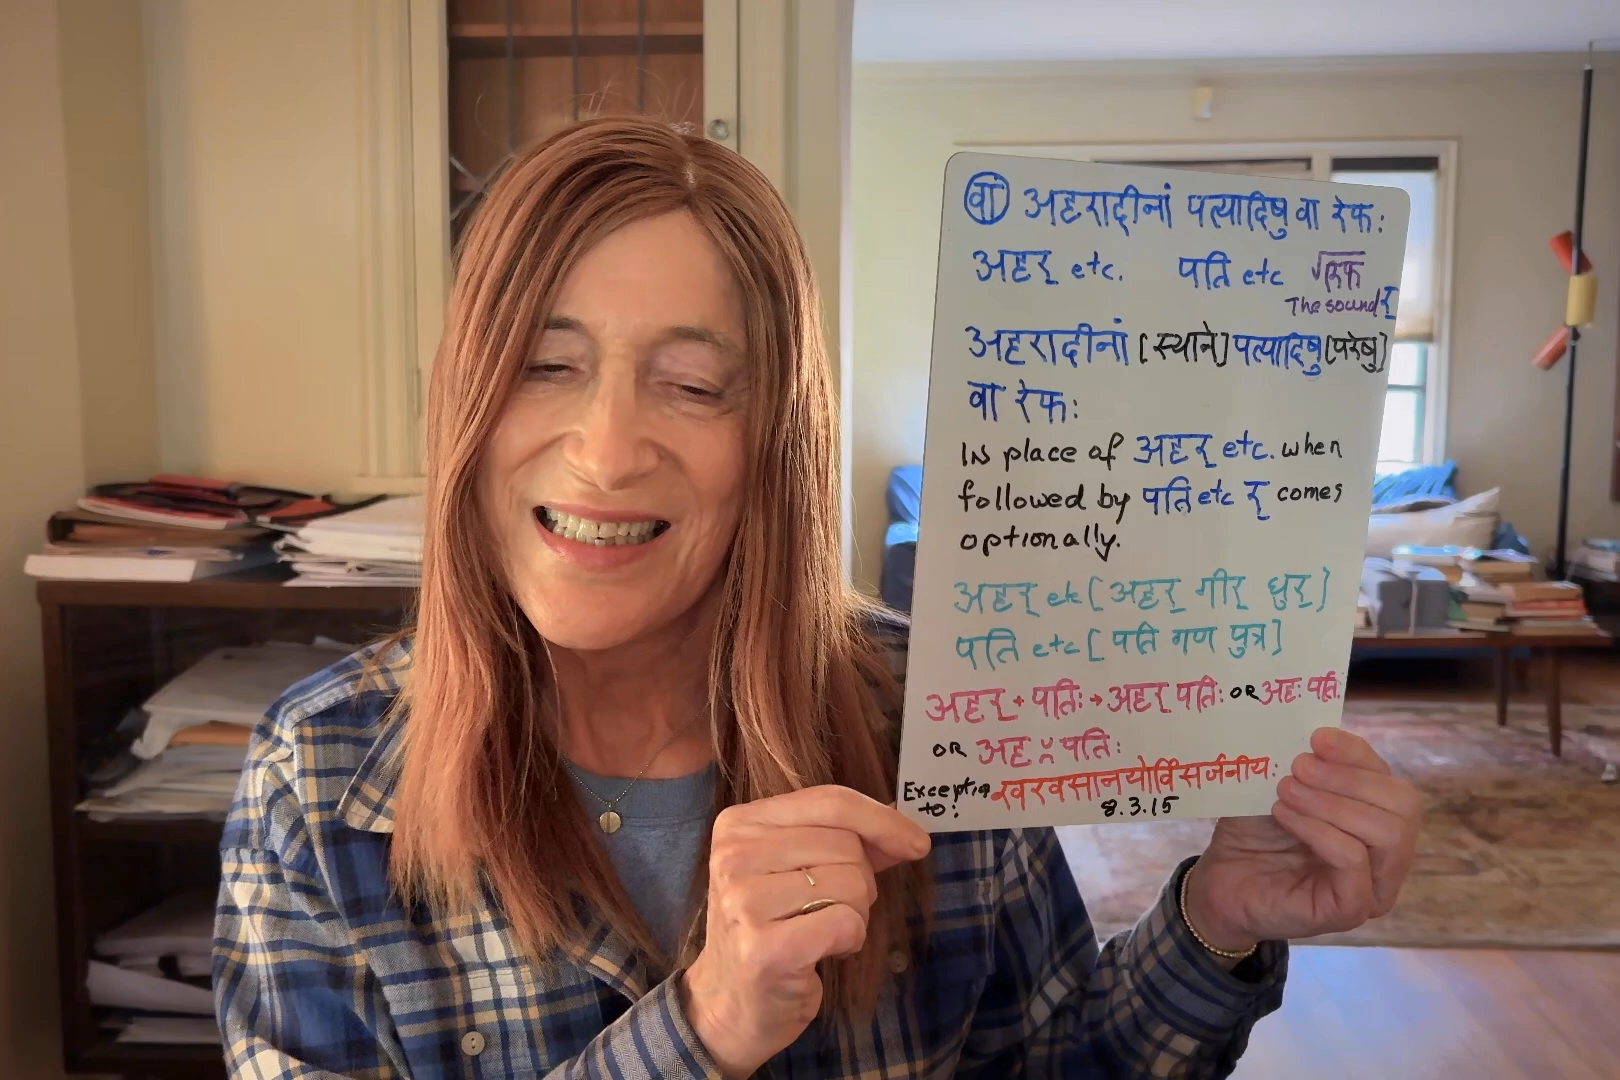 वा॰ अहरादीनां पत्यादिषु वा रेफः
अहर् etc. पति etc रेफ
The sound र्
अहरादीनां [स्थाने] पत्यादिषु [परेषु]
वा रेफः
In place of अहर् etc. when
followed by पति etc र् comes
optionally.
अहर् etc [अहर् गीर् धुर्]
पति etc [पति गण पुत्र]
अहर् + पतिः → अहर् पतिः OR अहः पतिः
OR अह ᳵ पतिः
Exception to: खरवसानयोर्विसर्जनीयः
8.3.15